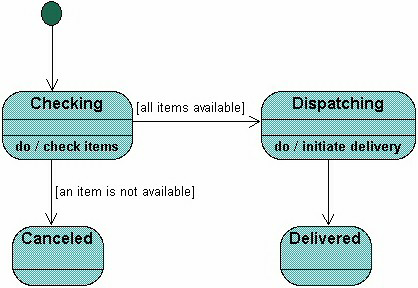 Checking
[all items available]
Dispatching
do / check items
do / initiate delivery
[an item is not available]
Canceled
Delivered